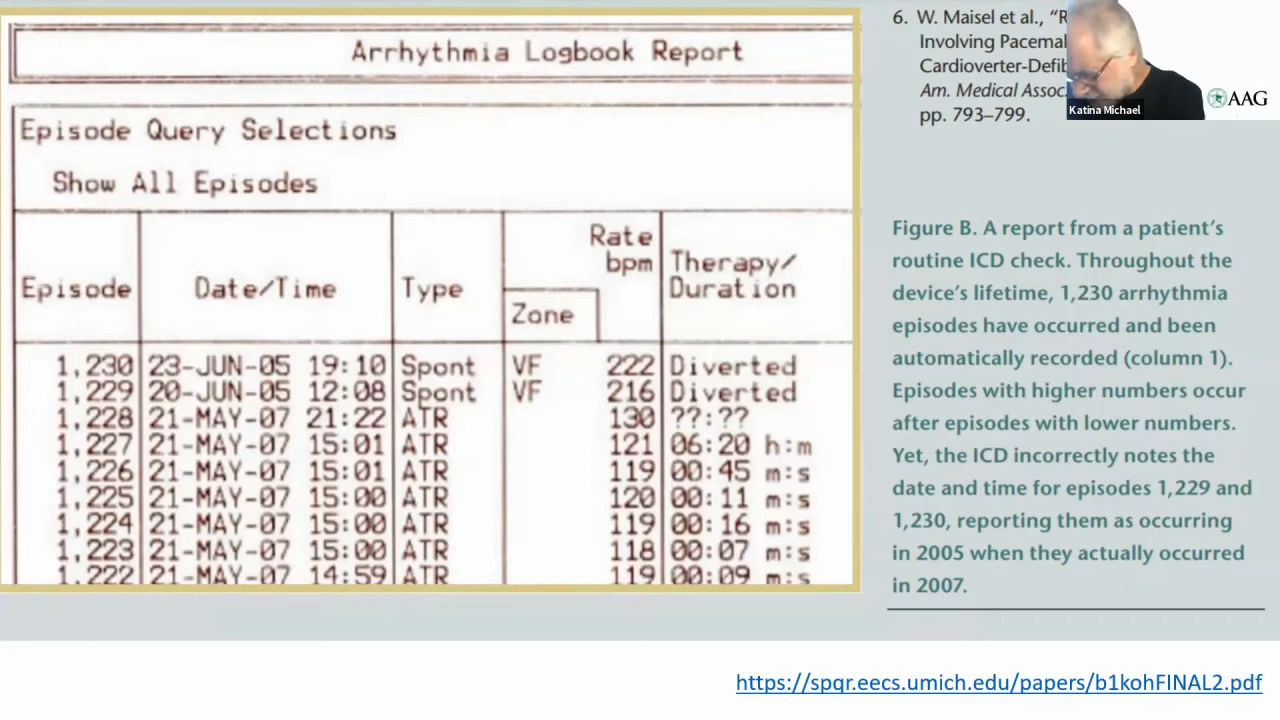 Arrhythmia Logbook Report
Episode Query Selections
Show All Episodes
Episode Date/Time Type Zone Rate bpm Therapy/ Duration
1,230 23-JUN-05 19:10 Spont VF 222 Diverted
1,229 20-JUN-05 12:08 Spont VF 216 Diverted
1,228 21-MAY-07 21:22 ATR 130 ??:??
1,227 21-MAY-07 15:01 ATR 121 06:20 h:m
1,226 21-MAY-07 15:01 ATR 119 00:45 m:s
1,225 21-MAY-07 15:00 ATR 120 00:11 m:s
1,224 21-MAY-07 15:00 ATR 119 00:16 m:s
1,223 21-MAY-07 15:00 ATR 118 00:07 m:s
1,222 21-MAY-07 14:59 ATR 119 00:09 m:s
6. W. Maisel et al., “R
Involving Pacema
Cardioverter-Defib
Am. Medical Assoc.
pp. 793–799.
Katina Michael
AAG
Figure B. A report from a patient’s
routine ICD check. Throughout the
device’s lifetime, 1,230 arrhythmia
episodes have occurred and been
automatically recorded (column 1).
Episodes with higher numbers occur
after episodes with lower numbers.
Yet, the ICD incorrectly notes the
date and time for episodes 1,229 and
1,230, reporting them as occurring
in 2005 when they actually occurred
in 2007.
https://spqr.eecs.umich.edu/papers/b1kohFINAL2.pdf